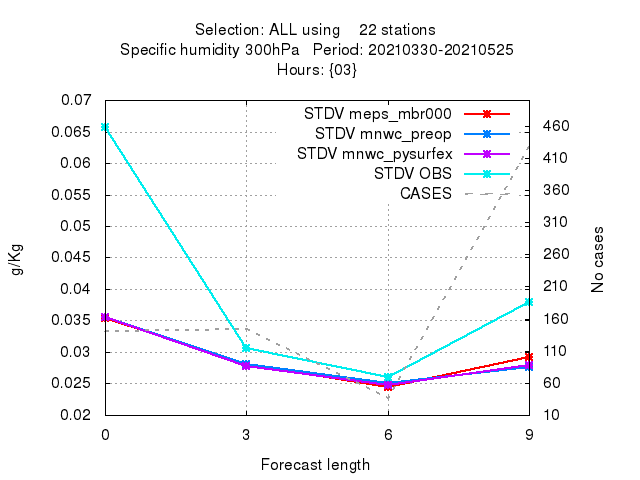 Selection: ALL using 22 stations
Specific humidity 300hPa Period: 20210330-20210525
Hours: {03}
STDV meps_mbr000
STDV mnwc_preop
STDV mnwc_pysurfex
STDV OBS
CASES
g/Kg
0.07
0.065
0.06
0.055
0.05
0.045
0.04
0.035
0.03
0.025
0.02
460
410
360
310
260
210
160
110
60
10
No cases
0 3 6 9
Forecast length